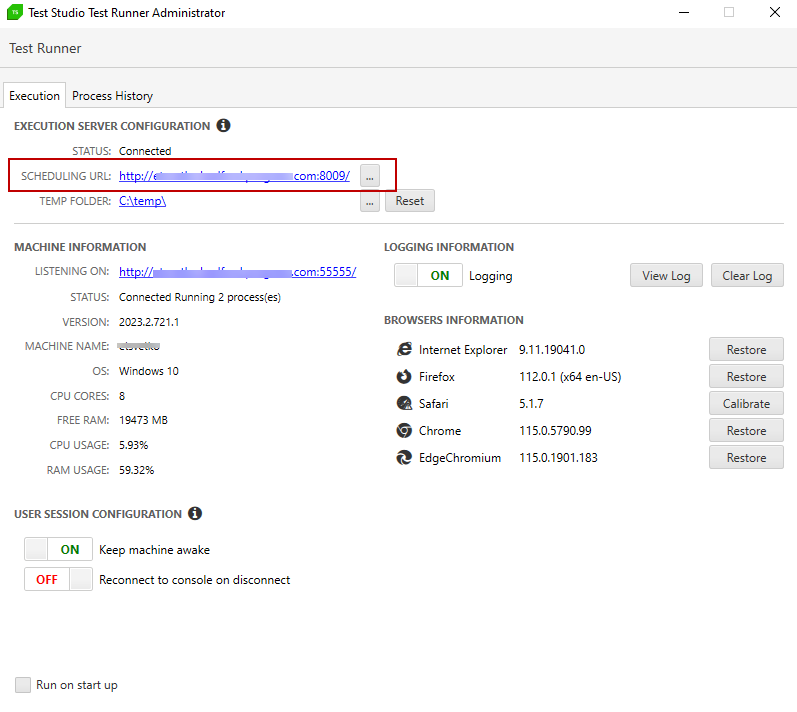 Test Studio Test Runner Administrator
Test Runner
Execution Process History
EXECUTION SERVER CONFIGURATION
STATUS: Connected
SCHEDULING URL: http:// .com:8009/ ...
TEMP FOLDER: C:\temp\ ... Reset
MACHINE INFORMATION
LISTENING ON: http:// .com:55555/
STATUS: Connected Running 2 process(es)
VERSION: 2023.2.721.1
MACHINE NAME:
OS: Windows 10
CPU CORES: 8
FREE RAM: 19473 MB
CPU USAGE: 5.93%
RAM USAGE: 59.32%
LOGGING INFORMATION
ON Logging View Log Clear Log
BROWSERS INFORMATION
Internet Explorer 9.11.19041.0 Restore
Firefox 112.0.1 (x64 en-US) Restore
Safari 5.1.7 Calibrate
Chrome 115.0.5790.99 Restore
EdgeChromium 115.0.1901.183 Restore
USER SESSION CONFIGURATION
ON Keep machine awake
OFF Reconnect to console on disconnect
Run on start up